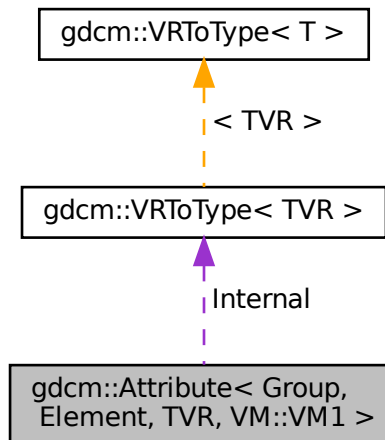 gdcm::VRToType< T >
< TVR >
gdcm::VRToType< TVR >
Internal
gdcm::Attribute< Group,
Element, TVR, VM::VM1 >